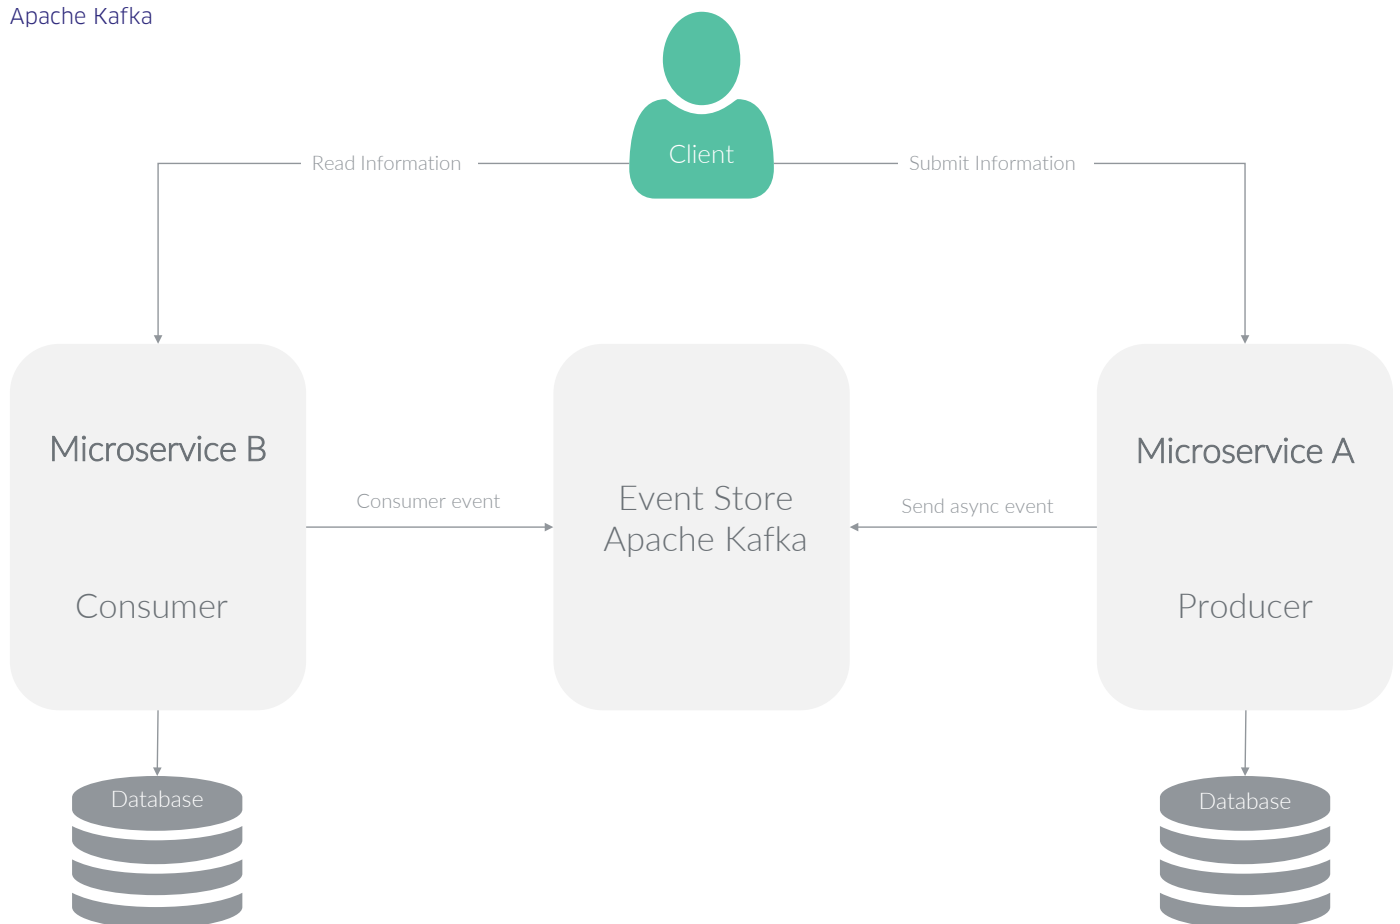 Apache Kafka
Client
Read Information
Submit Information
Microservice B
Consumer
Consumer event
Event Store
Apache Kafka
Send async event
Microservice A
Producer
Database
Database